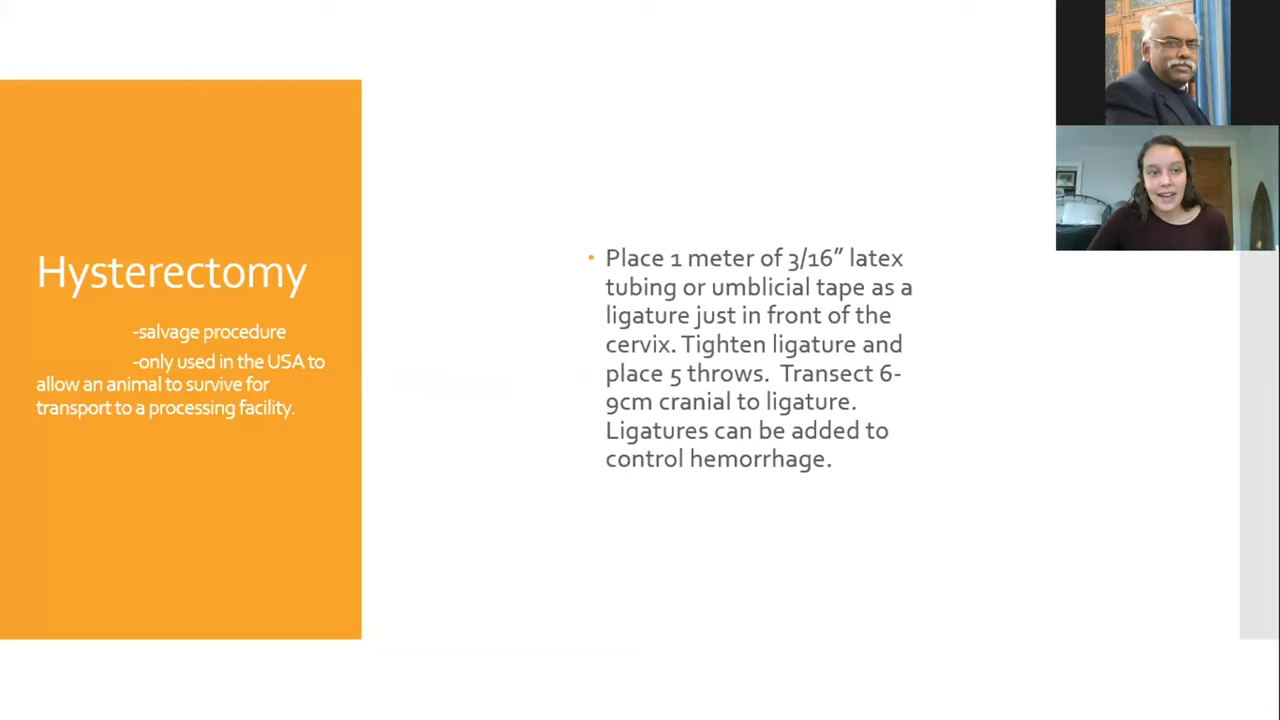 Hysterectomy
-salvage procedure
-only used in the USA to
allow an animal to survive for
transport to a processing facility.
• Place 1 meter of 3/16” latex
tubing or umblicial tape as a
ligature just in front of the
cervix. Tighten ligature and
place 5 throws.  Transect 6-
9cm cranial to ligature.
Ligatures can be added to
control hemorrhage.